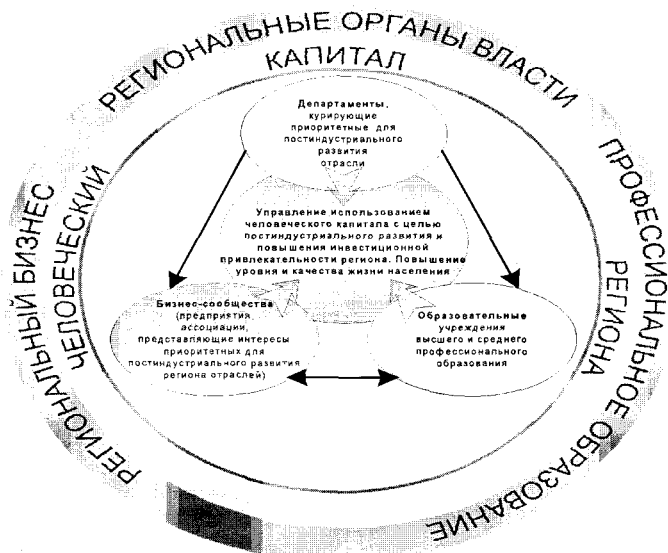 РЕГИОНАЛЬНЫЕ ОРГАНЫ ВЛАСТИ
РЕГИОНАЛЬНЫЙ БИЗНЕС
ПРОФЕССИОНАЛЬНОЕ ОБРАЗОВАНИЕ
ЧЕЛОВЕЧЕСКИЙ
КАПИТАЛ
РЕГИОНА
Департаменты,
курирующие
приоритетные для
постиндустриального
развития
отрасли
Управление использованием
человеческого капитала с целью
постиндустриального развития и
повышения инвестиционной
привлекательности региона. Повышение
уровня и качества жизни населения
Бизнес-сообщества
(предприятия
ассоциации,
представляющие интересы
приоритетных для
постиндустриального развития
региона отраслей)
Образовательные
учреждения
высшего и среднего
профессионального
образования